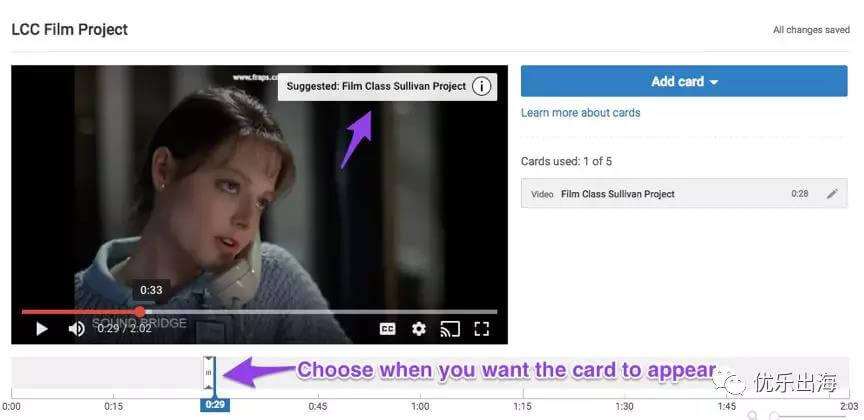 LCC Film Project
All changes saved
www.fraps.co
Suggested: Film Class Sullivan Project
Add card
Learn more about cards
Cards used: 1 of 5
Video Film Class Sullivan Project 0:28
0:33
SOUND BRIDGE
0:29 / 2:02
CC
Choose when you want the card to appear
优乐出海
0:00 0:15 0:29 0:45 1:00 1:15 1:30 1:45 2:03